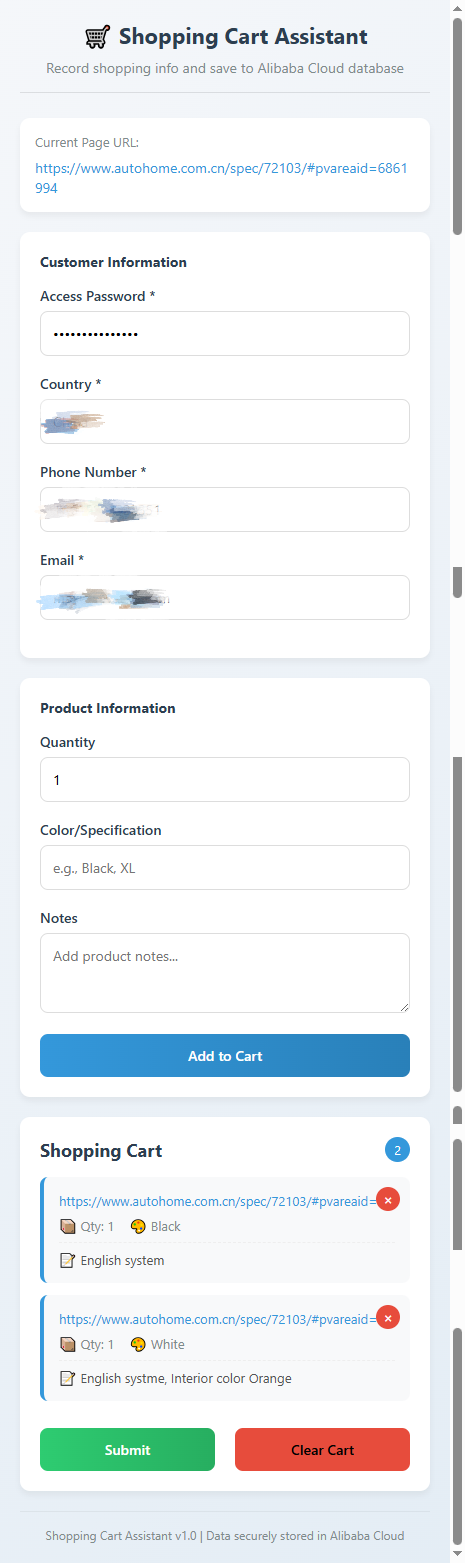 Shopping Cart Assistant
Record shopping info and save to Alibaba Cloud database
Current Page URL:
https://www.autohome.com.cn/spec/72103/#pvareaid=6861
994
Customer Information
Access Password *
•••••••••••••••
Country *
Phone Number *
Email *
Product Information
Quantity
1
Color/Specification
e.g., Black, XL
Notes
Add product notes...
Add to Cart
Shopping Cart 2
https://www.autohome.com.cn/spec/72103/#pvareaid= ×
Qty: 1 Black
English system
https://www.autohome.com.cn/spec/72103/#pvareaid= ×
Qty: 1 White
English systme, Interior color Orange
Submit Clear Cart
Shopping Cart Assistant v1.0 | Data securely stored in Alibaba Cloud